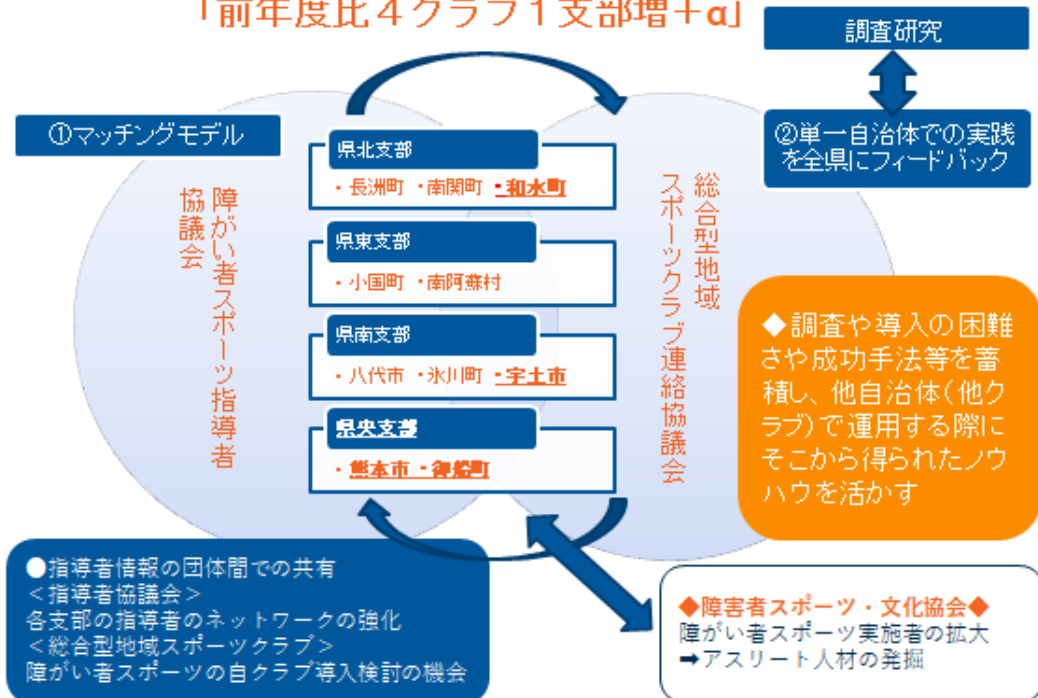 「前年度比4クラブ1支部増+α」
調査研究
①マッチングモデル
②単一自治体での実践
を全県にフィードバック
障がい者スポーツ指導者
協議会
総合型地域
スポーツクラブ連絡協議会
県北支部
・長洲町 ・南関町 ・和水町
県東支部
・小国町 ・南阿蘇村
県南支部
・八代市 ・氷川町 ・宇土市
県央支部
・熊本市 ・御船町
◆調査や導入の困難
さや成功手法等を蓄
積し、他自治体(他ク
ラブ)で運用する際に
そこから得られたノウ
ハウを活かす
●指導者情報の団体間での共有
<指導者協議会>
各支部の指導者のネットワークの強化
<総合型地域スポーツクラブ>
障がい者スポーツの自クラブ導入検討の機会
◆障害者スポーツ・文化協会◆
障がい者スポーツ実施者の拡大
➡アスリート人材の発掘